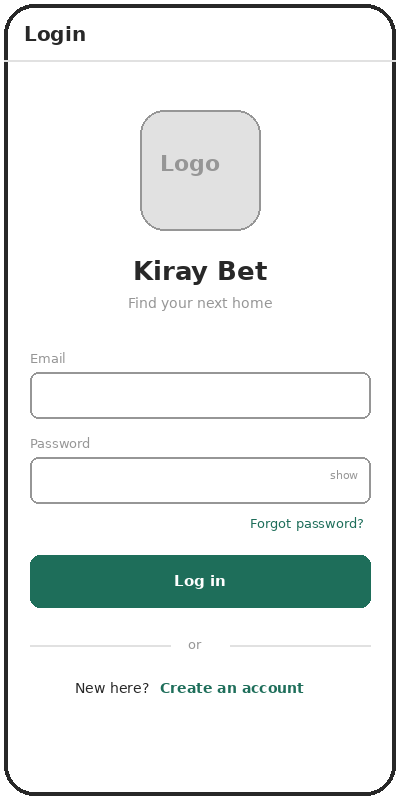 Login
Logo
Kiray Bet
Find your next home
Email
Password
show
Forgot password?
Log in
or
New here? Create an account